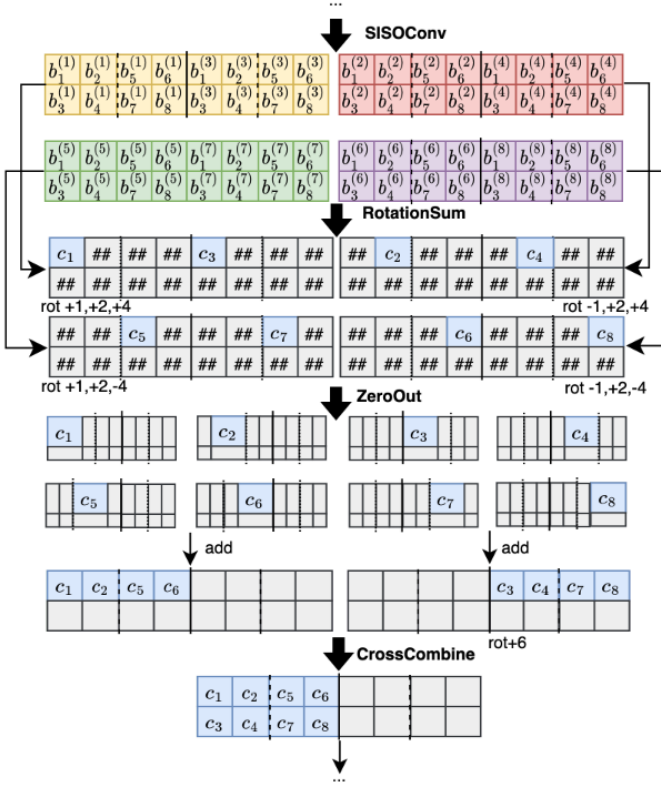 ...
SISOConv
b₁⁽¹⁾ b₂⁽¹⁾ b₅⁽¹⁾ b₆⁽¹⁾ b₁⁽³⁾ b₂⁽³⁾ b₅⁽³⁾ b₆⁽³⁾ b₁⁽²⁾ b₂⁽²⁾ b₅⁽²⁾ b₆⁽²⁾ b₁⁽⁴⁾ b₂⁽⁴⁾ b₅⁽⁴⁾ b₆⁽⁴⁾
b₃⁽¹⁾ b₄⁽¹⁾ b₇⁽¹⁾ b₈⁽¹⁾ b₃⁽³⁾ b₄⁽³⁾ b₇⁽³⁾ b₈⁽³⁾ b₃⁽²⁾ b₄⁽²⁾ b₇⁽²⁾ b₈⁽²⁾ b₃⁽⁴⁾ b₄⁽⁴⁾ b₇⁽⁴⁾ b₈⁽⁴⁾
b₁⁽⁵⁾ b₂⁽⁵⁾ b₅⁽⁵⁾ b₆⁽⁵⁾ b₁⁽⁷⁾ b₂⁽⁷⁾ b₅⁽⁷⁾ b₆⁽⁷⁾ b₁⁽⁶⁾ b₂⁽⁶⁾ b₅⁽⁶⁾ b₆⁽⁶⁾ b₁⁽⁸⁾ b₂⁽⁸⁾ b₅⁽⁸⁾ b₆⁽⁸⁾
b₃⁽⁵⁾ b₄⁽⁵⁾ b₇⁽⁵⁾ b₈⁽⁵⁾ b₃⁽⁷⁾ b₄⁽⁷⁾ b₇⁽⁷⁾ b₈⁽⁷⁾ b₃⁽⁶⁾ b₄⁽⁶⁾ b₇⁽⁶⁾ b₈⁽⁶⁾ b₃⁽⁸⁾ b₄⁽⁸⁾ b₇⁽⁸⁾ b₈⁽⁸⁾
RotationSum
c₁ ## ## ## c₃ ## ## ## ## c₂ ## ## ## c₄ ## ##
## ## ## ## ## ## ## ## ## ## ## ## ## ## ## ##
rot +1,+2,+4 rot -1,+2,+4
## ## c₅ ## ## ## c₇ ## ## ## ## c₆ ## ## ## c₈
## ## ## ## ## ## ## ## ## ## ## ## ## ## ## ##
rot +1,+2,-4 rot -1,+2,-4
ZeroOut
c₁ c₂ c₃ c₄
c₅ c₆ c₇ c₈
add add
c₁ c₂ c₅ c₆ c₃ c₄ c₇ c₈
rot+6
CrossCombine
c₁ c₂ c₅ c₆
c₃ c₄ c₇ c₈
...